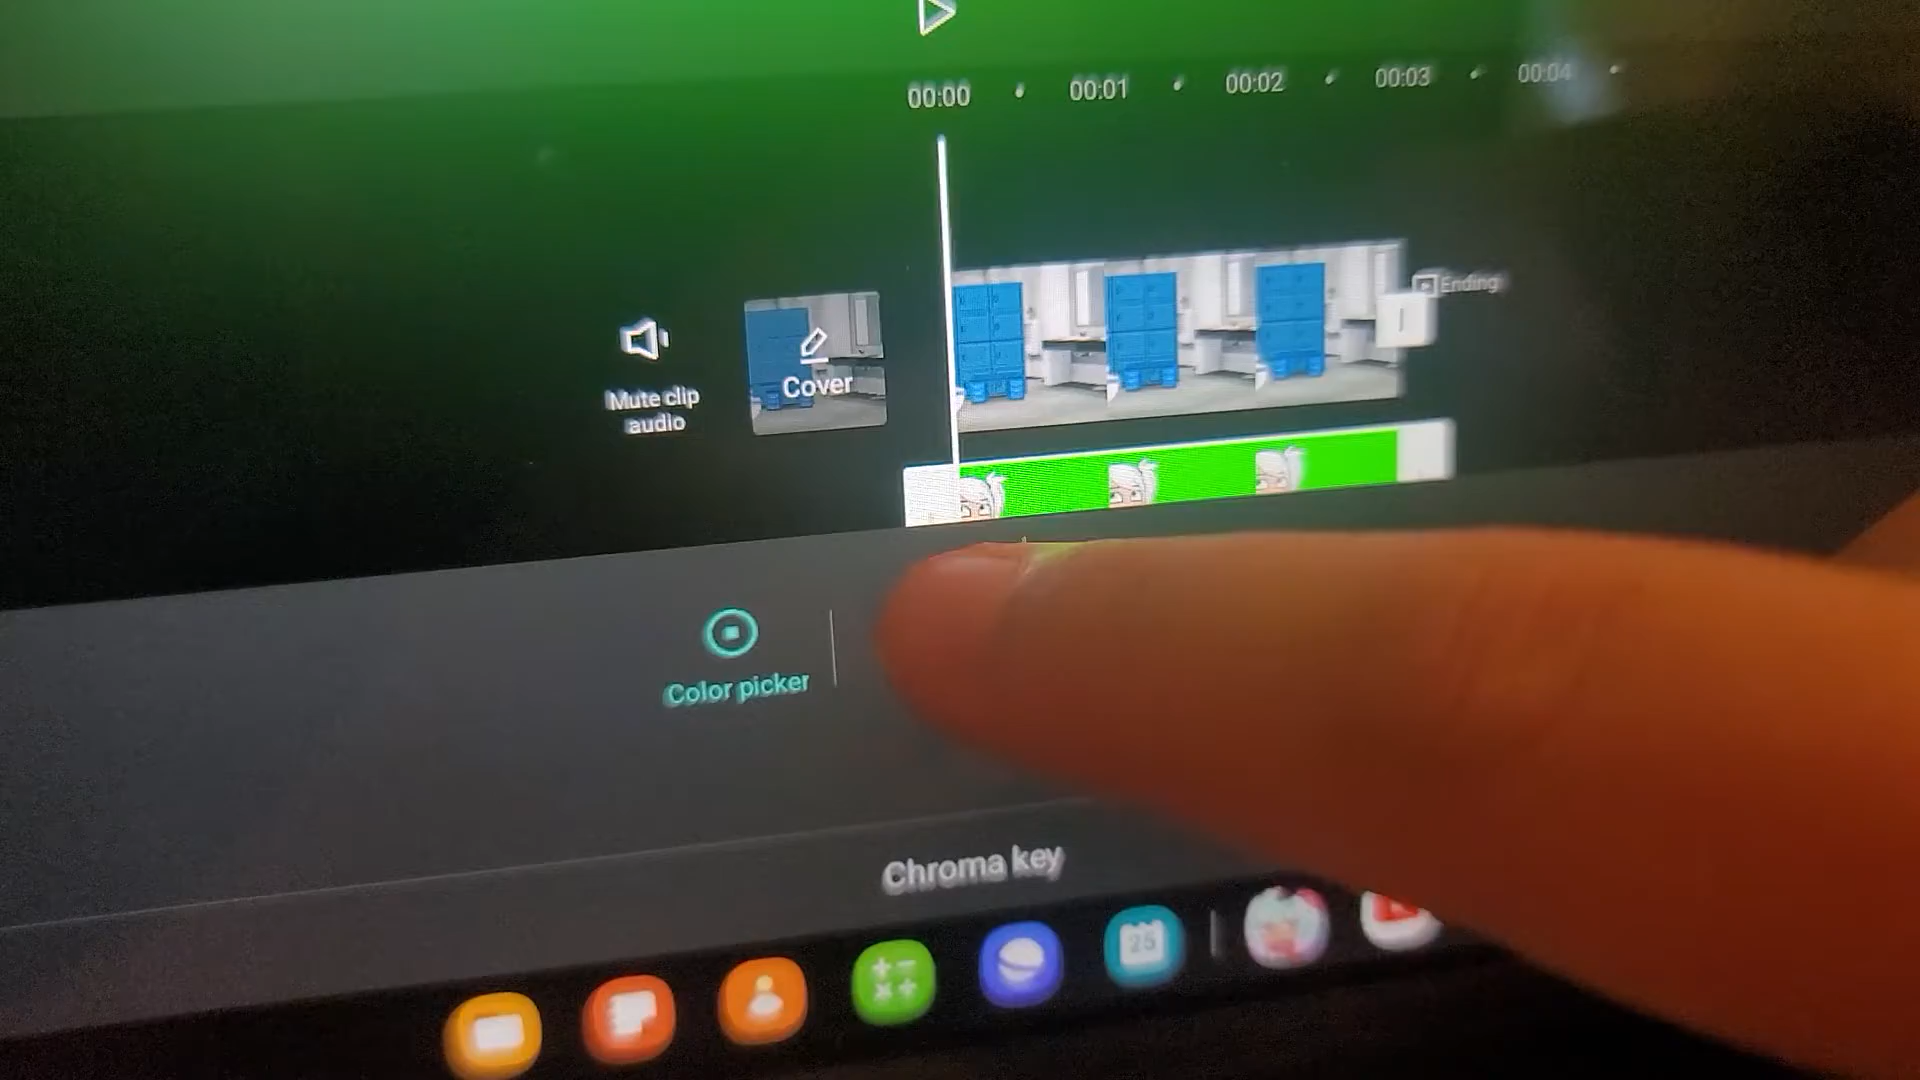 00:00 00:01 00:02 00:03 00:04
Ending
Mute clip
audio
Cover
Color picker
Chroma key
25